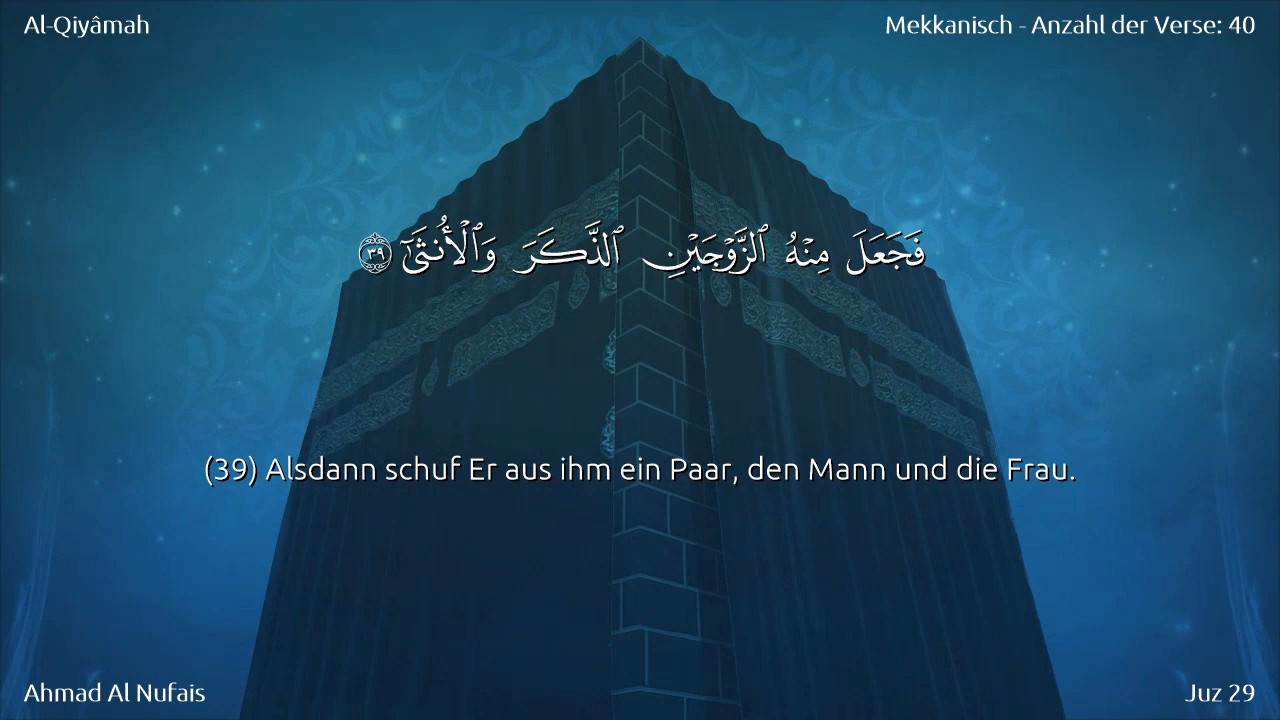 Al-Qiyâmah
Mekkanisch - Anzahl der Verse: 40
فَجَعَلَ مِنْهُ ٱلزَّوْجَيْنِ ٱلذَّكَرَ وَٱلْأُنثَىٰٓ ٣٩
(39) Alsdann schuf Er aus ihm ein Paar, den Mann und die Frau.
Ahmad Al Nufais
Juz 29